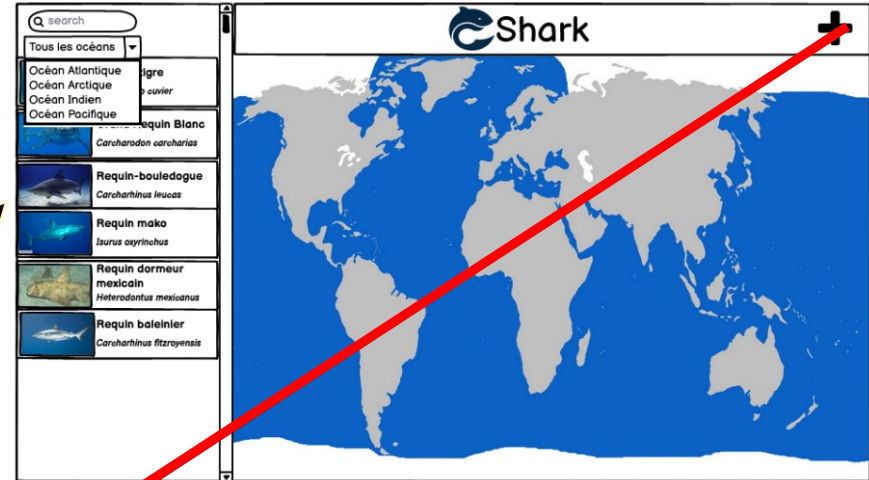 search
Shark
Tous les océans
Océan Atlantique
Océan Arctique
Océan Indien
Océan Pacifique
tigre
cuvier
Requin Blanc
Carcharodon carcharias
Requin-bouledogue
Carcharhinus leucas
Requin mako
Isurus oxyrinchus
Requin dormeur
mexicain
Heterodontus mexicanus
Requin baleinier
Carcharhinus fitzroyensis